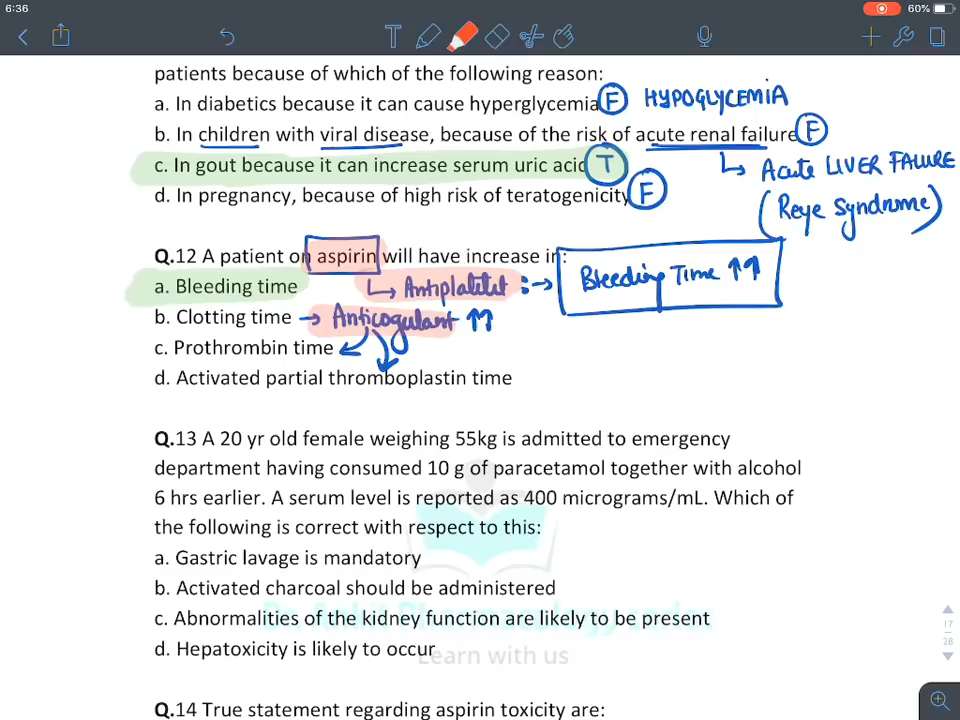 6:36
60%
patients because of which of the following reason:
a. In diabetics because it can cause hyperglycemia F HYPOGLYCEMIA
b. In children with viral disease, because of the risk of acute renal failure F
c. In gout because it can increase serum uric acid T Acute LIVER FAILURE
d. In pregnancy, because of high risk of teratogenicity F (Reye Syndrome)
Q.12 A patient on aspirin will have increase in:
a. Bleeding time Antiplatelet :→ Bleeding Time ↑↑
b. Clotting time → Anticogulant ↑↑
c. Prothrombin time
d. Activated partial thromboplastin time
Q.13 A 20 yr old female weighing 55kg is admitted to emergency
department having consumed 10 g of paracetamol together with alcohol
6 hrs earlier. A serum level is reported as 400 micrograms/mL. Which of
the following is correct with respect to this:
a. Gastric lavage is mandatory
b. Activated charcoal should be administered
c. Abnormalities of the kidney function are likely to be present
d. Hepatoxicity is likely to occur
Learn with us
17
28
Q.14 True statement regarding aspirin toxicity are: